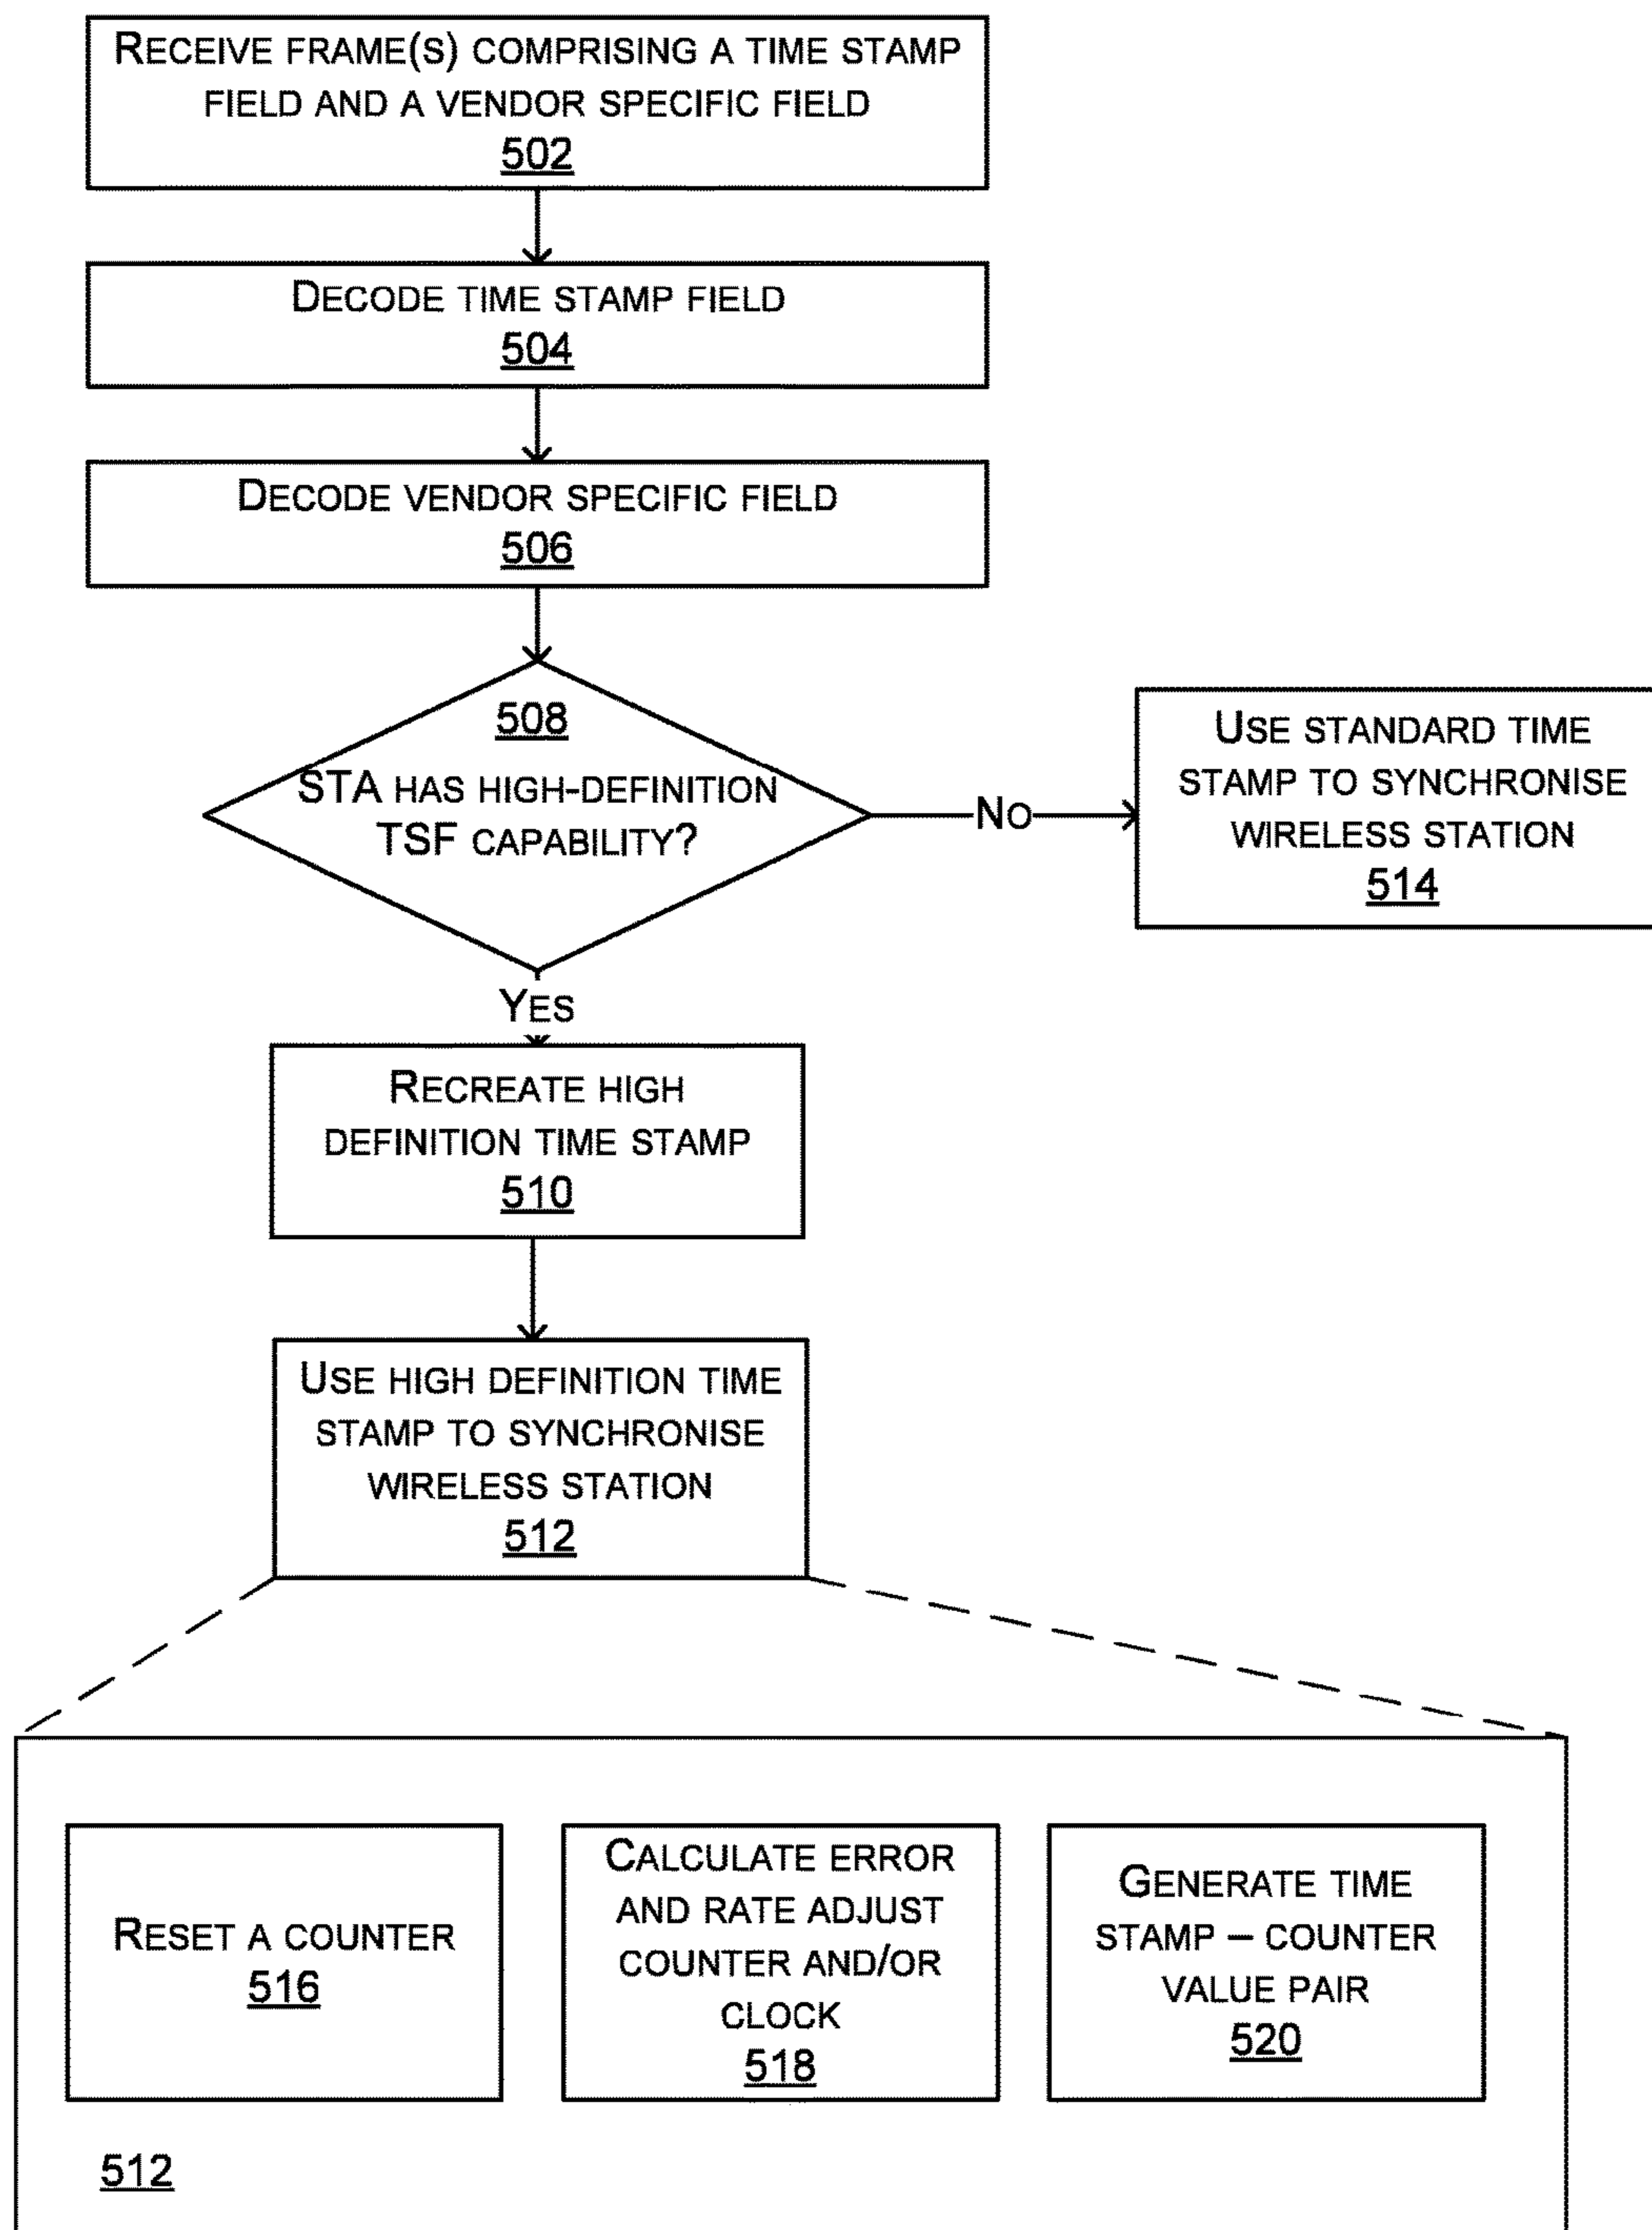 RECEIVE FRAME(S) COMPRISING A TIME STAMP
FIELD AND A VENDOR SPECIFIC FIELD
502
DECODE TIME STAMP FIELD
504
DECODE VENDOR SPECIFIC FIELD
506
508
STA HAS HIGH-DEFINITION
TSF CAPABILITY?
NO
USE STANDARD TIME
STAMP TO SYNCHRONISE
WIRELESS STATION
514
YES
RECREATE HIGH
DEFINITION TIME STAMP
510
USE HIGH DEFINITION TIME
STAMP TO SYNCHRONISE
WIRELESS STATION
512
RESET A COUNTER
516
CALCULATE ERROR
AND RATE ADJUST
COUNTER AND/OR
CLOCK
518
GENERATE TIME
STAMP – COUNTER
VALUE PAIR
520
512